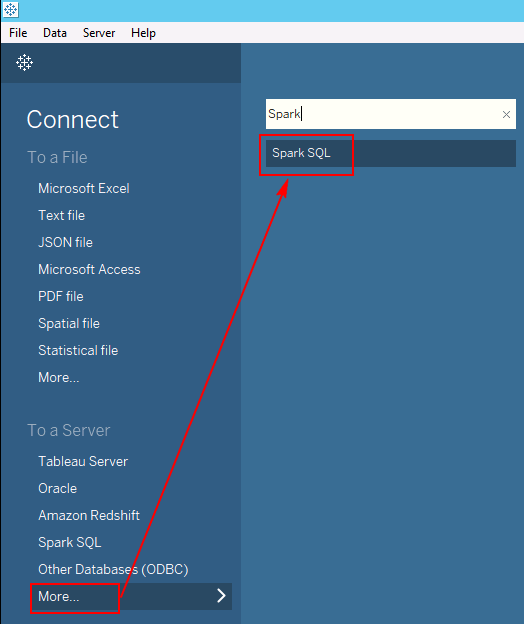 File Data Server Help
Connect
To a File
Microsoft Excel
Text file
JSON file
Microsoft Access
PDF file
Spatial file
Statistical file
More...
To a Server
Tableau Server
Oracle
Amazon Redshift
Spark SQL
Other Databases (ODBC)
More...
Spark
Spark SQL